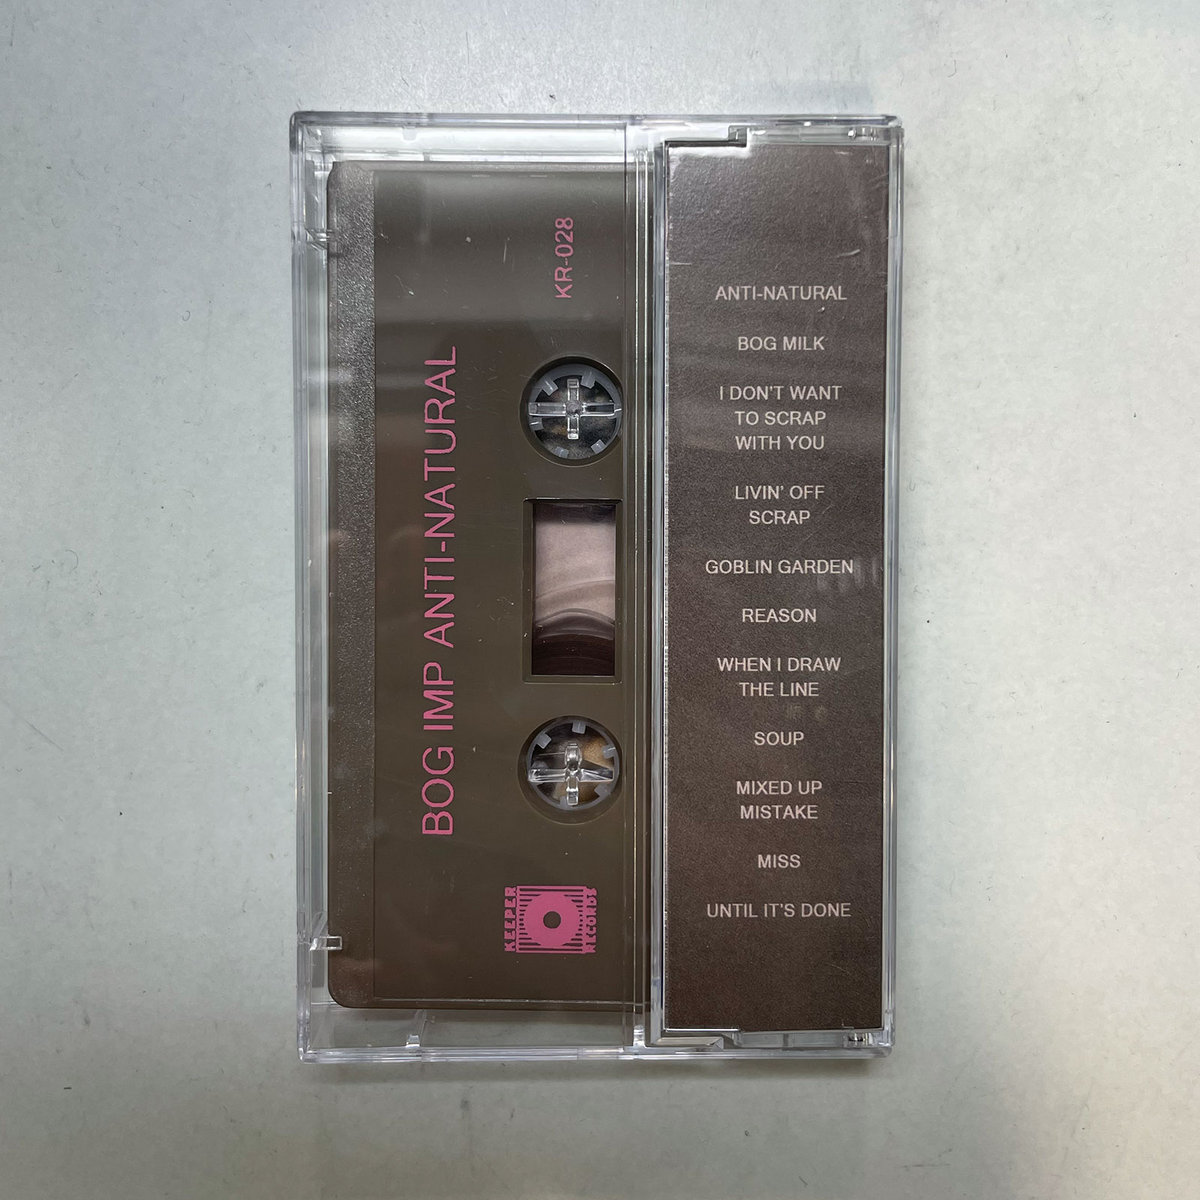 BOG IMP ANTI-NATURAL
KR-028
KEEPER
RECORDS
ANTI-NATURAL
BOG MILK
I DON'T WANT
TO SCRAP
WITH YOU
LIVIN' OFF
SCRAP
GOBLIN GARDEN
REASON
WHEN I DRAW
THE LINE
SOUP
MIXED UP
MISTAKE
MISS
UNTIL IT'S DONE